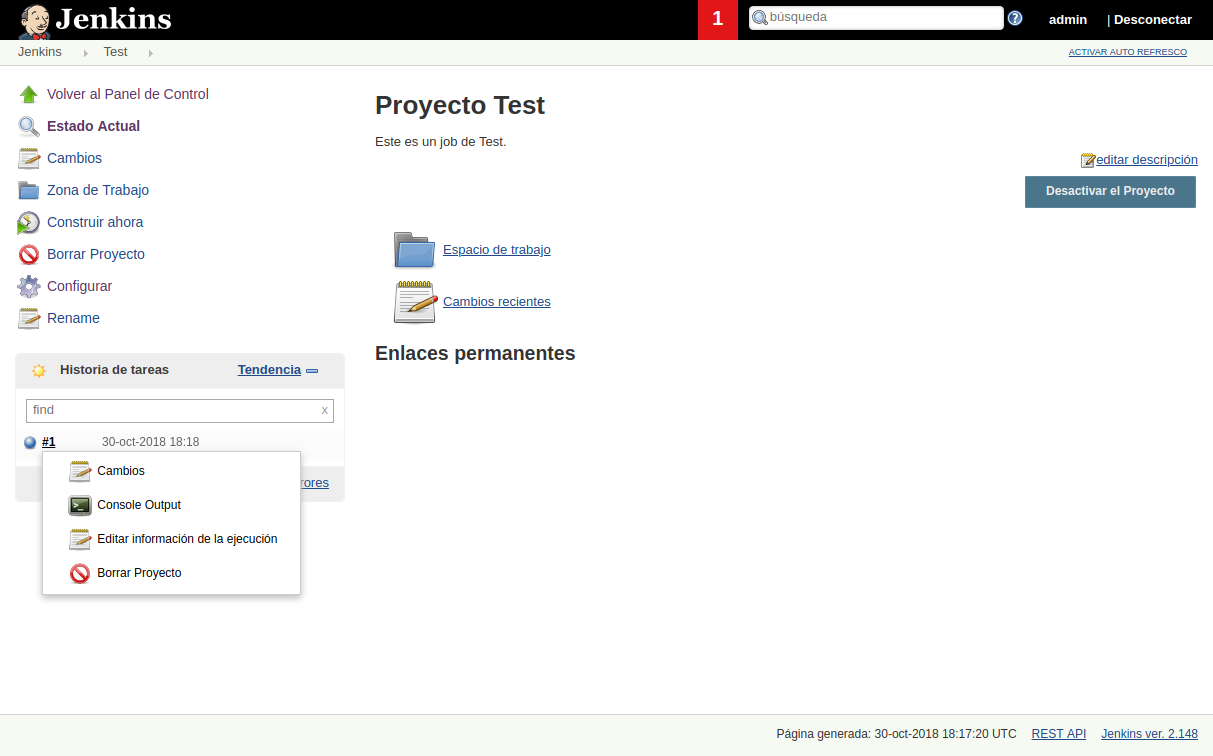 Jenkins
1
búsqueda
?
admin
| Desconectar
Jenkins
Test
ACTIVAR AUTO REFRESCO
Volver al Panel de Control
Estado Actual
Cambios
Zona de Trabajo
Construir ahora
Borrar Proyecto
Configurar
Rename
Proyecto Test
Este es un job de Test.
editar descripción
Desactivar el Proyecto
Espacio de trabajo
Cambios recientes
Enlaces permanentes
Historia de tareas
Tendencia
find
x
#1
30-oct-2018 18:18
Cambios
Console Output
Editar información de la ejecución
Borrar Proyecto
rores
Página generada: 30-oct-2018 18:17:20 UTC
REST API
Jenkins ver. 2.148